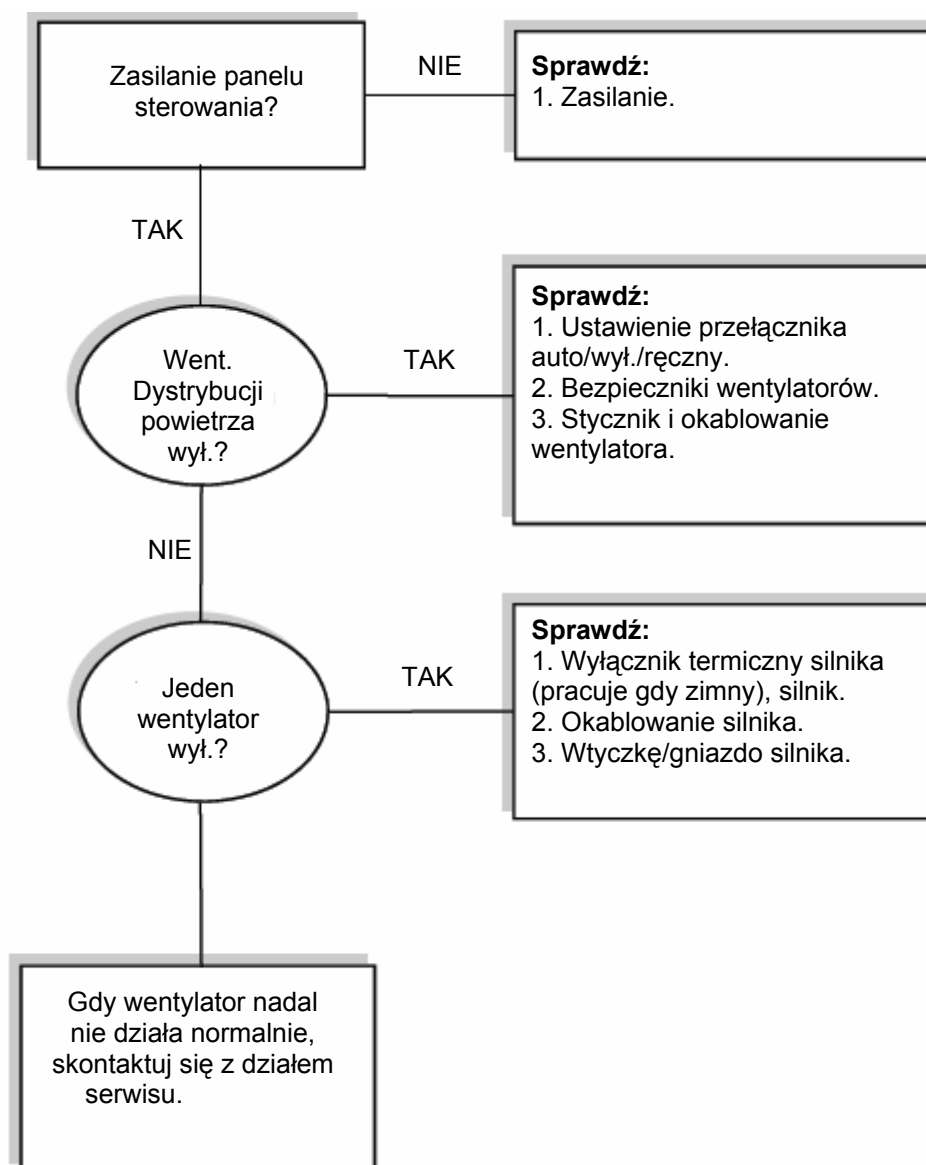 Zasilanie panelu
sterowania?
NIE
Sprawdź:
1. Zasilanie.
TAK
Went.
Dystrybucji
powietrza
wył.?
TAK
Sprawdź:
1. Ustawienie przełącznika
auto/wył./ręczny.
2. Bezpieczniki wentylatorów.
3. Stycznik i okablowanie
wentylatora.
NIE
Jeden
wentylator
wył.?
TAK
Sprawdź:
1. Wyłącznik termiczny silnika
(pracuje gdy zimny), silnik.
2. Okablowanie silnika.
3. Wtyczkę/gniazdo silnika.
Gdy wentylator nadal
nie działa normalnie,
skontaktuj się z działem
serwisu.